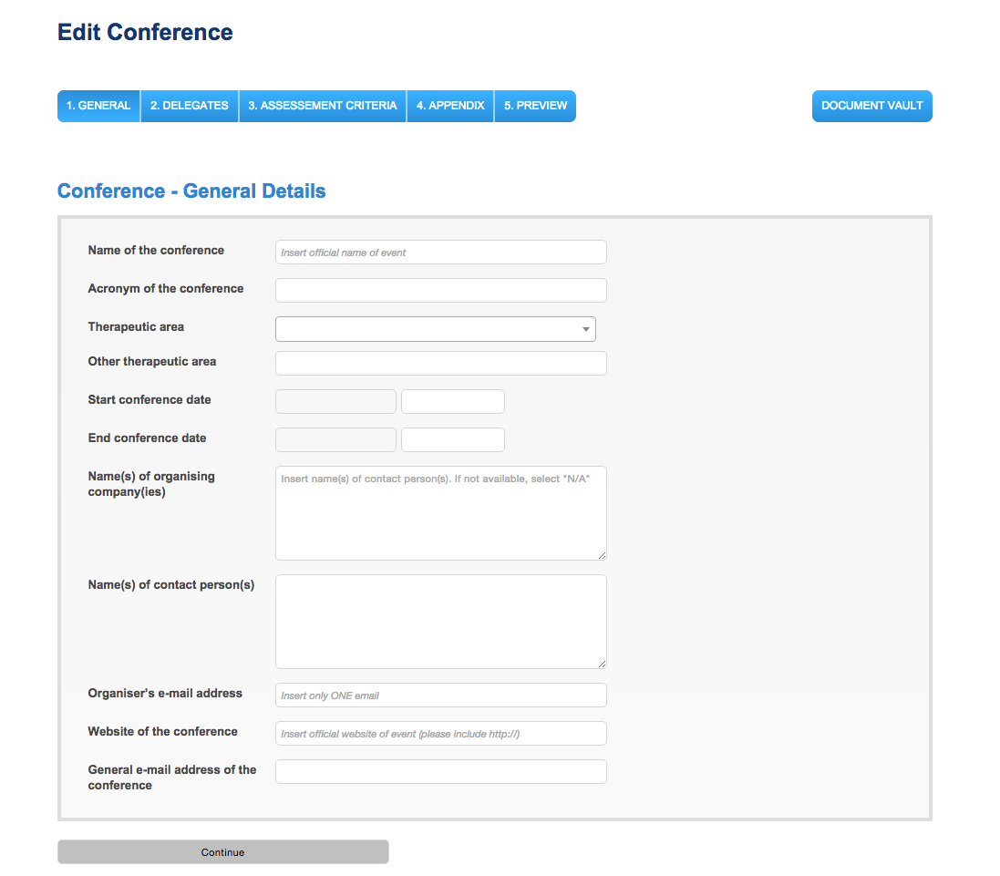 Edit Conference
1. GENERAL 2. DELEGATES 3. ASSESSEMENT CRITERIA 4. APPENDIX 5. PREVIEW DOCUMENT VAULT
Conference - General Details
Name of the conference Insert official name of event
Acronym of the conference
Therapeutic area
Other therapeutic area
Start conference date
End conference date
Name(s) of organising Insert name(s) of contact person(s). If not available, select "N/A"
company(ies)
Name(s) of contact person(s)
Organiser's e-mail address Insert only ONE email
Website of the conference Insert official website of event (please include http://)
General e-mail address of the
conference
Continue